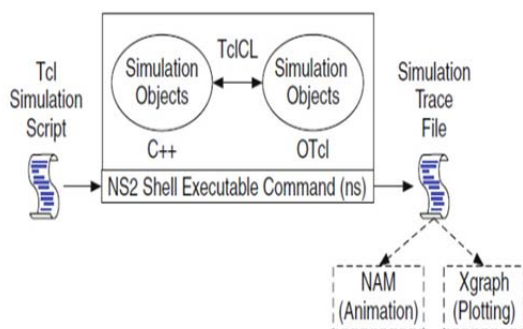 Tcl
Simulation
Script
TclCL
Simulation
Objects
Simulation
Objects
C++
OTcl
NS2 Shell Executable Command (ns)
Simulation
Trace
File
NAM
(Animation)
Xgraph
(Plotting)